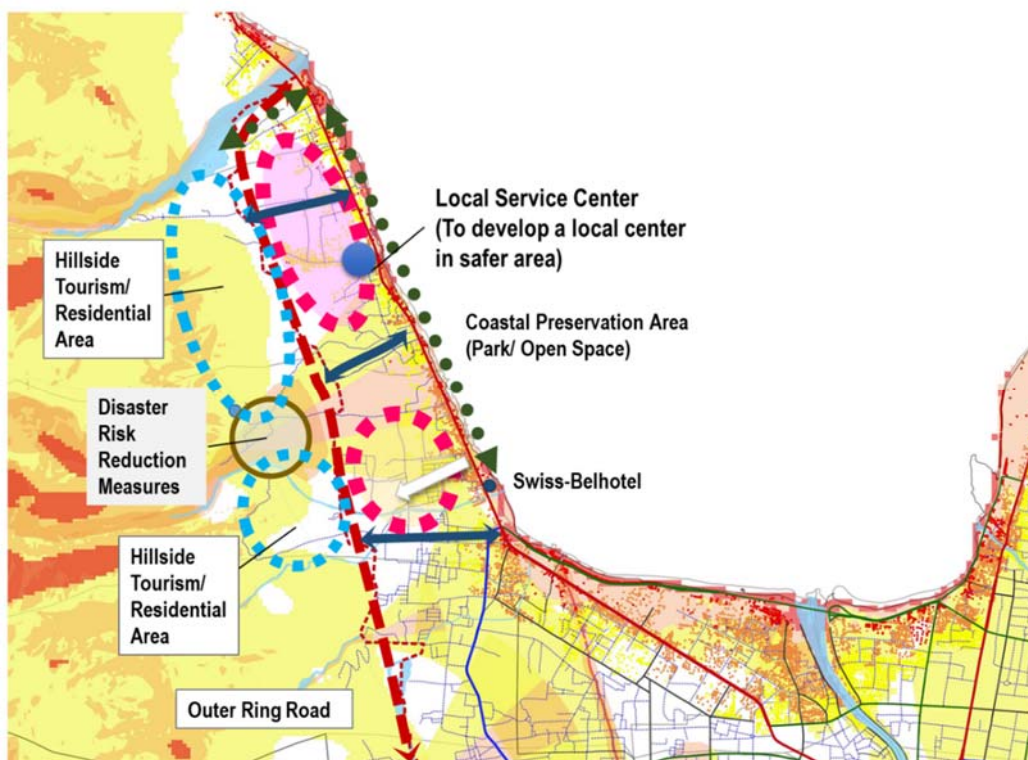 Local Service Center
(To develop a local center
in safer area)
Hillside
Tourism/
Residential
Area
Coastal Preservation Area
(Park/ Open Space)
Disaster
Risk
Reduction
Measures
Swiss-Belhotel
Hillside
Tourism/
Residential
Area
Outer Ring Road